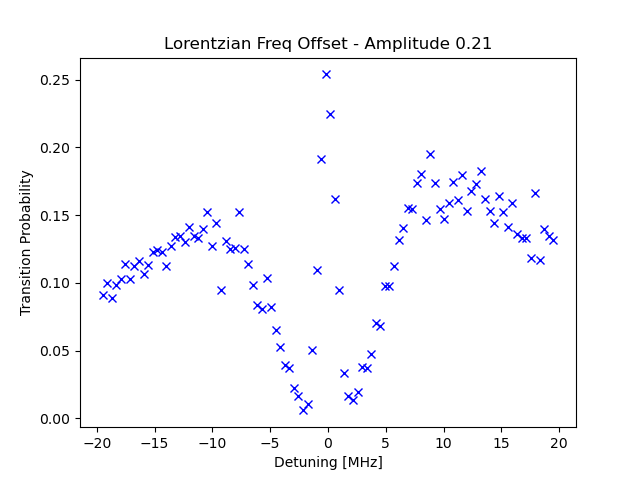 Lorentzian Freq Offset - Amplitude 0.21
0.25
0.20
0.15
0.10
0.05
0.00
Transition Probability
−20 −15 −10 −5 0 5 10 15 20
Detuning [MHz]